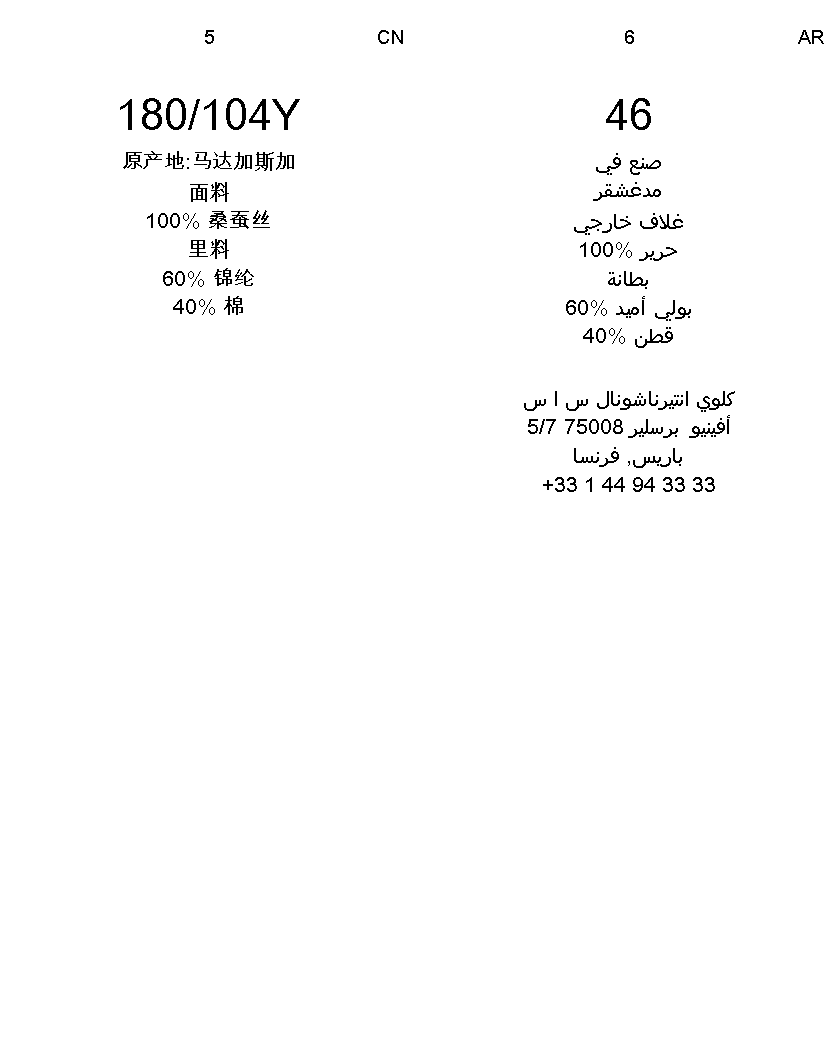 5 CN
180/104Y
原产地:马达加斯加
面料
100% 桑蚕丝
里料
60% 锦纶
40% 棉
6 AR
46
صنع في
مدغشقر
غلاف خارجي
حرير 100%
بطانة
بولي أميد 60%
قطن 40%
كلوي انتيرناشونال س ا س
أفينيو برسلير 75008 5/7
باريس, فرنسا
+33 1 44 94 33 33